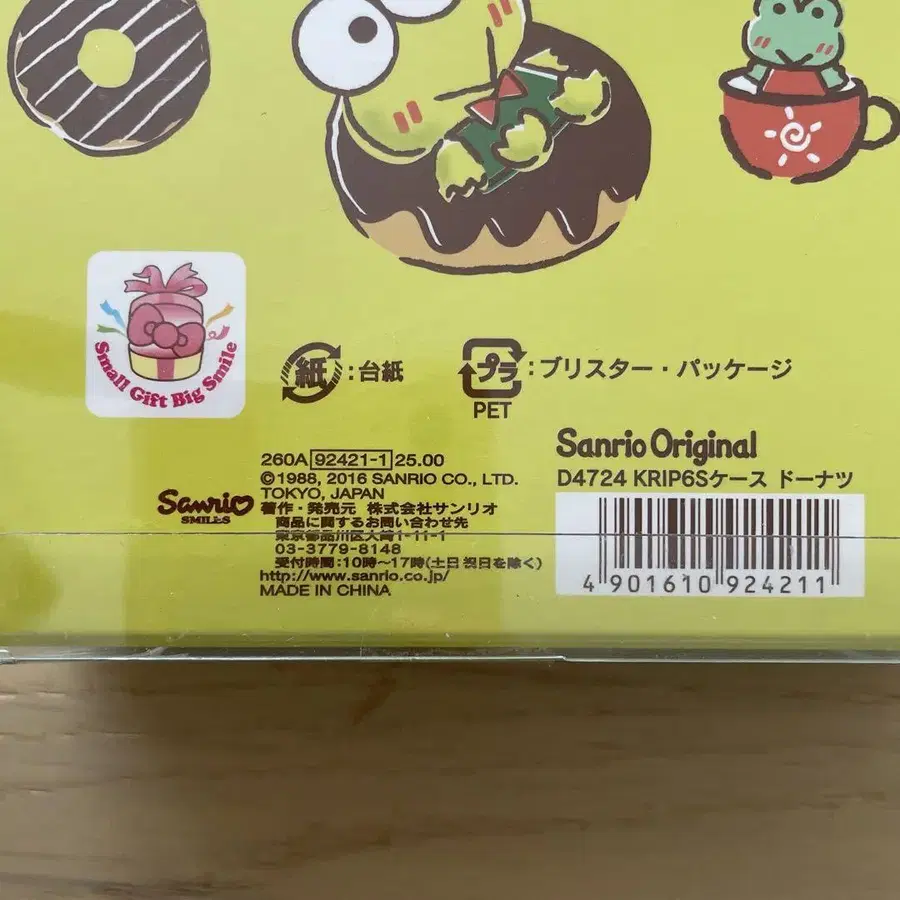 Small Gift Big Smile
紙:台紙
プラ:ブリスター・パッケージ
PET
Sanrio Original
D4724 KRIP6Sケース ドーナツ
260A 92421-1 25.00
©1988, 2016 SANRIO CO., LTD.
TOKYO, JAPAN
Sanrio
SMILES
著作・発売元 株式会社サンリオ
商品に関するお問い合わせ先
東京都品川区大崎1-11-1
03-3779-8148
受付時間:10時〜17時(土日 祝日を除く)
http://www.sanrio.co.jp/
MADE IN CHINA
4 901610 924211